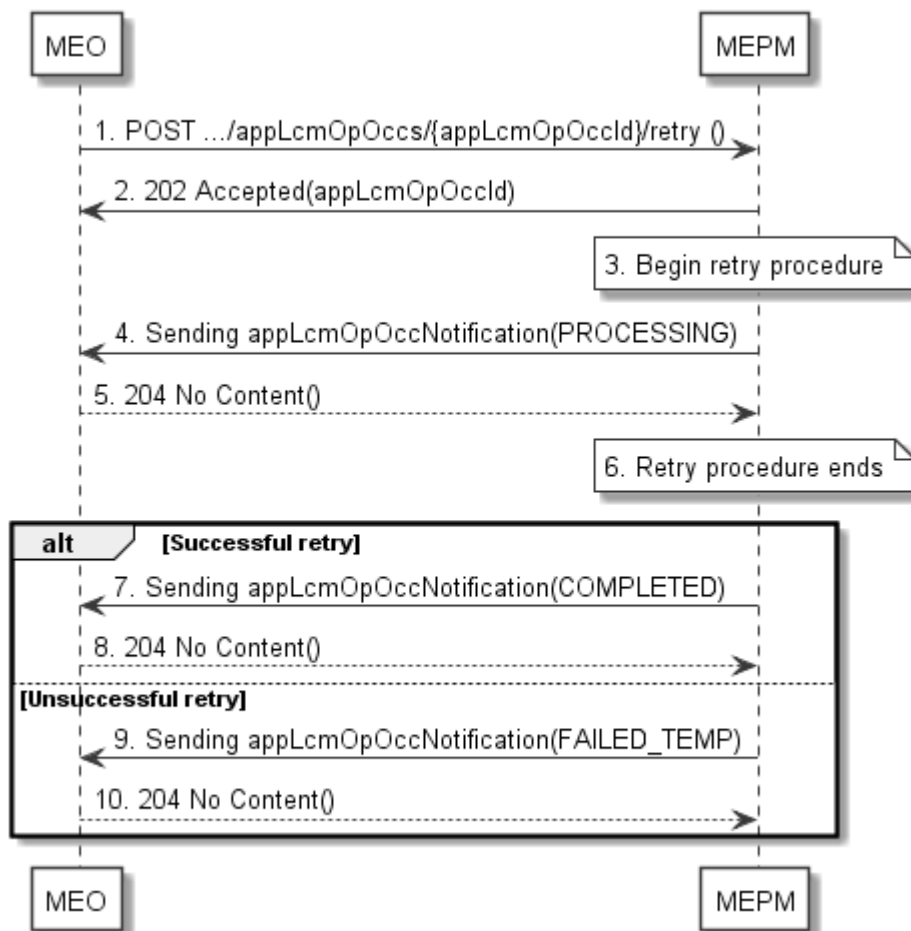 MEO MEPM
1. POST .../appLcmOpOccs/{appLcmOpOccId}/retry ()
2. 202 Accepted(appLcmOpOccId)
3. Begin retry procedure
4. Sending appLcmOpOccNotification(PROCESSING)
5. 204 No Content()
6. Retry procedure ends
alt [Successful retry]
7. Sending appLcmOpOccNotification(COMPLETED)
8. 204 No Content()
[Unsuccessful retry]
9. Sending appLcmOpOccNotification(FAILED_TEMP)
10. 204 No Content()
MEO MEPM